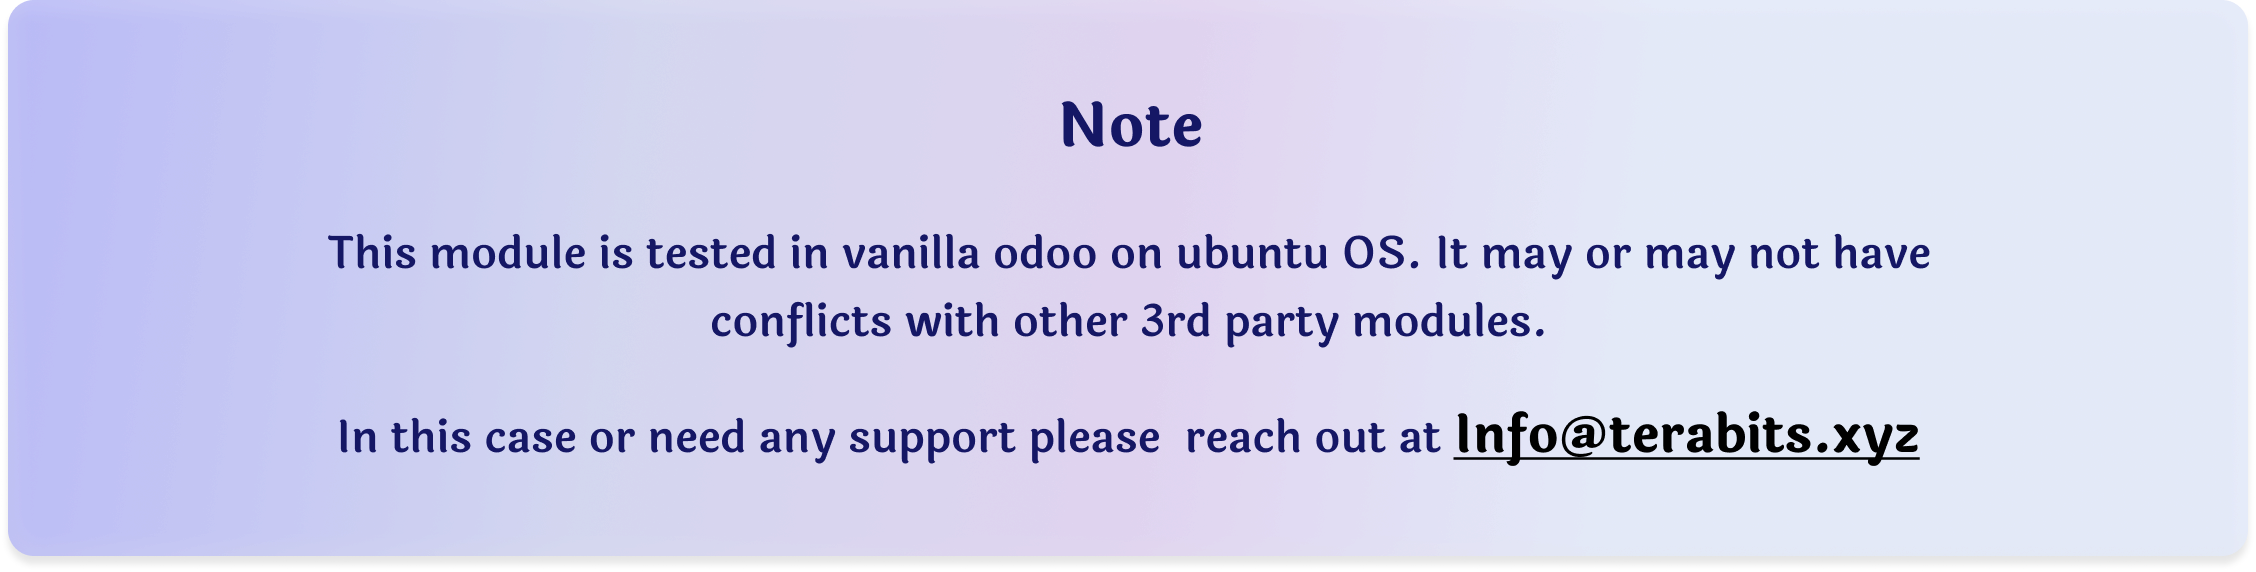 Note
This module is tested in vanilla odoo on ubuntu OS. It may or may not have
conflicts with other 3rd party modules.
In this case or need any support please  reach out at Info@terabits.xyz